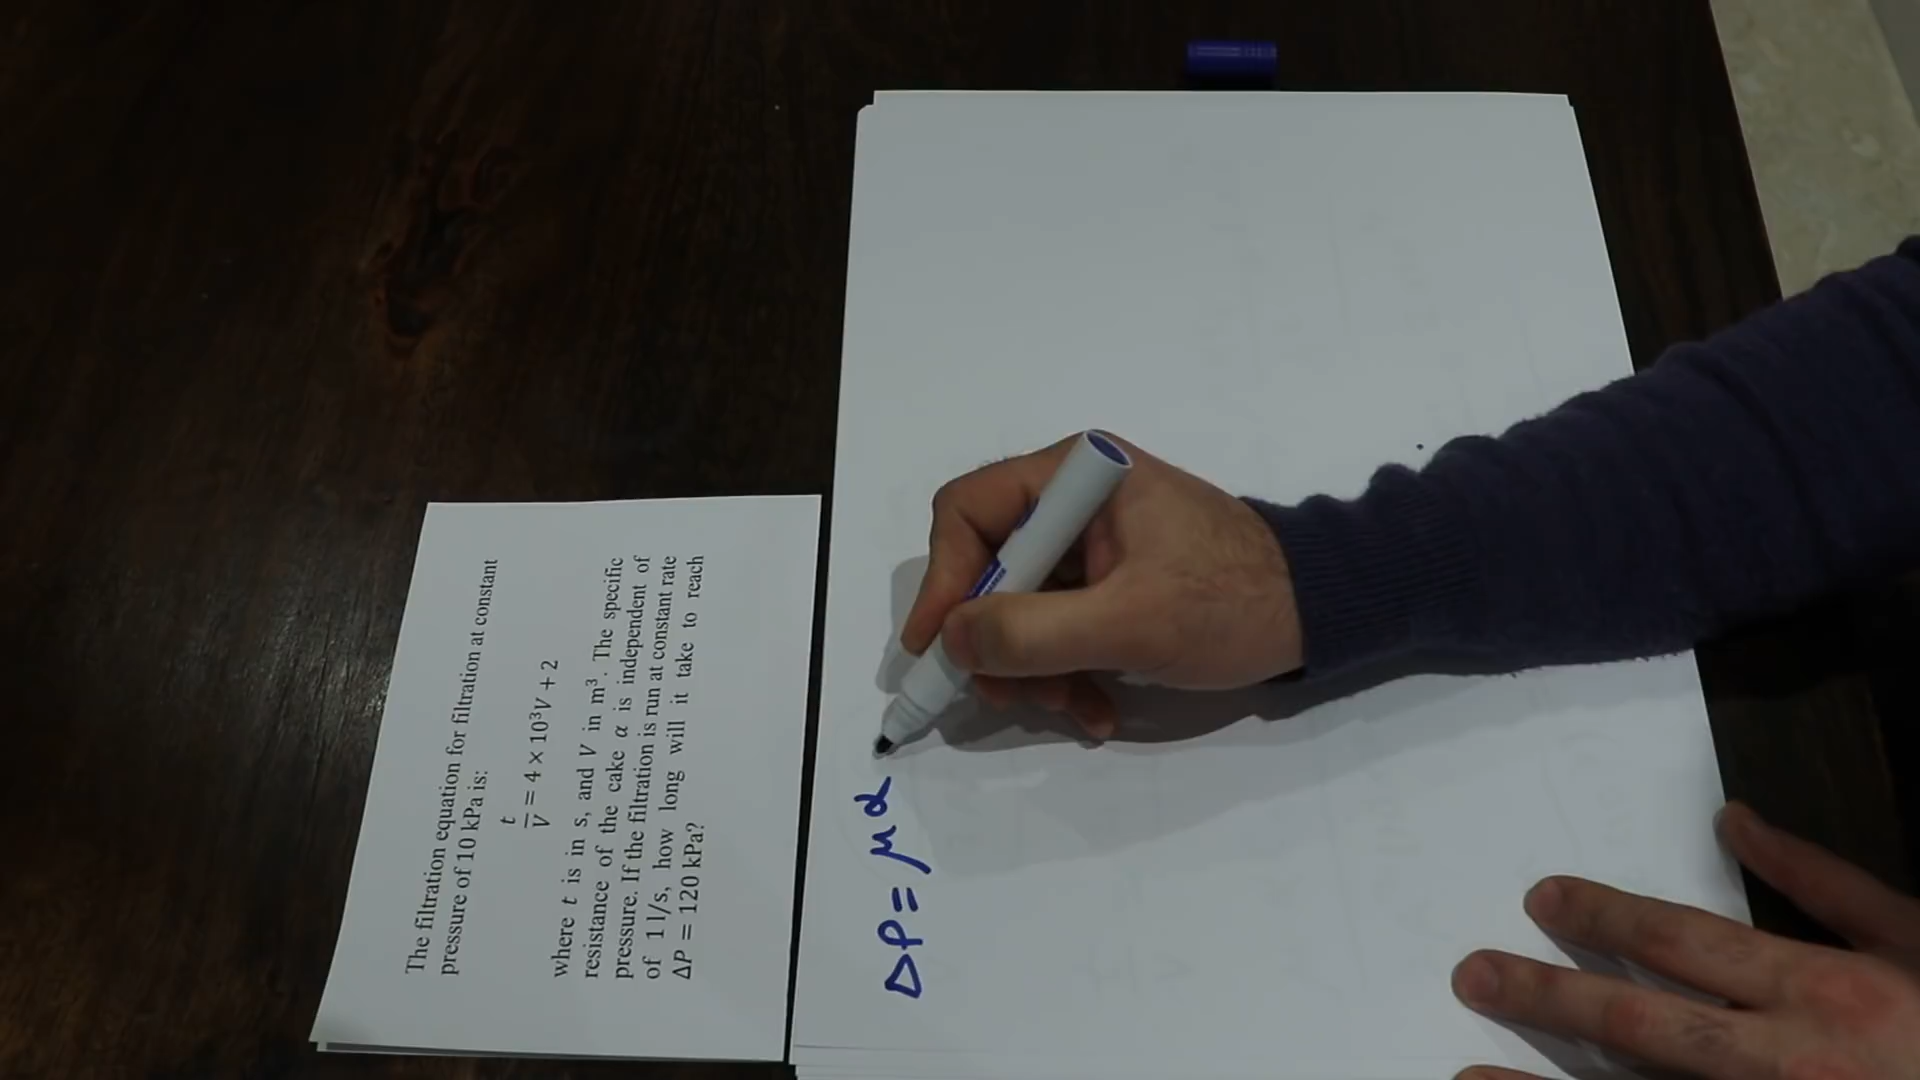 The filtration equation for filtration at constant
pressure of 10 kPa is:
t/V = 4 × 10³V + 2
where t is in s, and V in m³. The specific
resistance of the cake α is independent of
pressure. If the filtration is run at constant rate
of 1 l/s, how long will it take to reach
ΔP = 120 kPa?
ΔP = μα